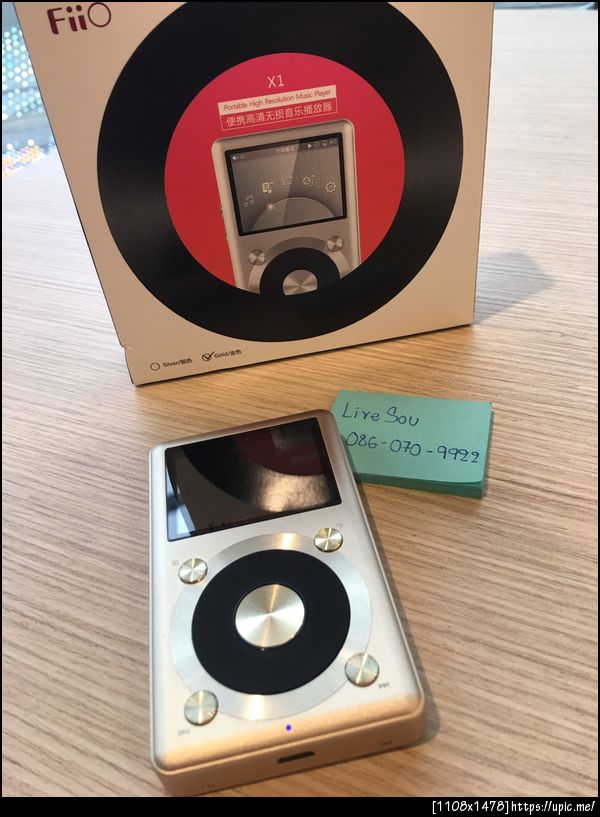 FiiO
X1
Portable High Resolution Music Player
便携高清无损音乐播放器
Silver/银色 Gold/金色
Live Sou
086-070-9922
[1108x1478]https://upic.me/